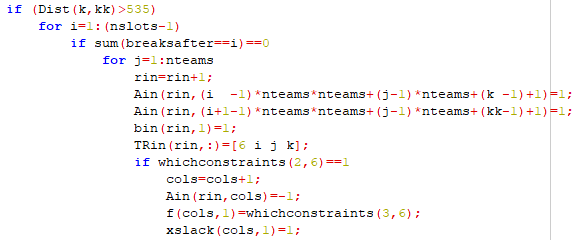 if (Dist(k,kk)>535)
for i=1:(nslots-1)
if sum(breaksafter==i)==0
for j=1:nteams
rin=rin+1;
Ain(rin,(i  -1)*nteams*nteams+(j-1)*nteams+(k -1)+1)=1;
Ain(rin,(i+1-1)*nteams*nteams+(j-1)*nteams+(kk-1)+1)=1;
bin(rin,1)=1;
TRin(rin,:)=[6 i j k];
if whichconstraints(2,6)==1
cols=cols+1;
Ain(rin,cols)=-1;
f(cols,1)=whichconstraints(3,6);
xslack(cols,1)=1;